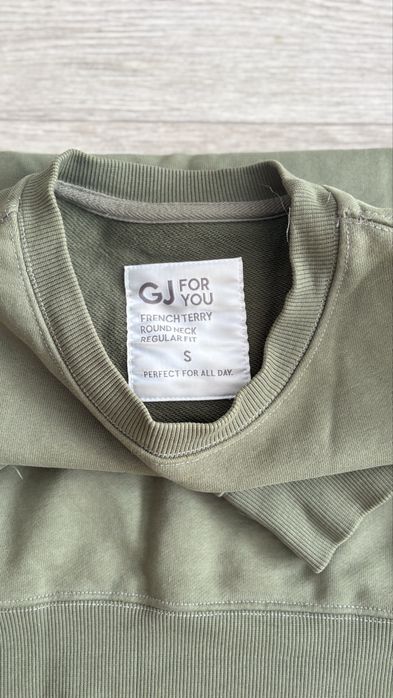 GJ FOR YOU
FRENCH TERRY
ROUND NECK
REGULAR FIT
S
PERFECT FOR ALL DAY.